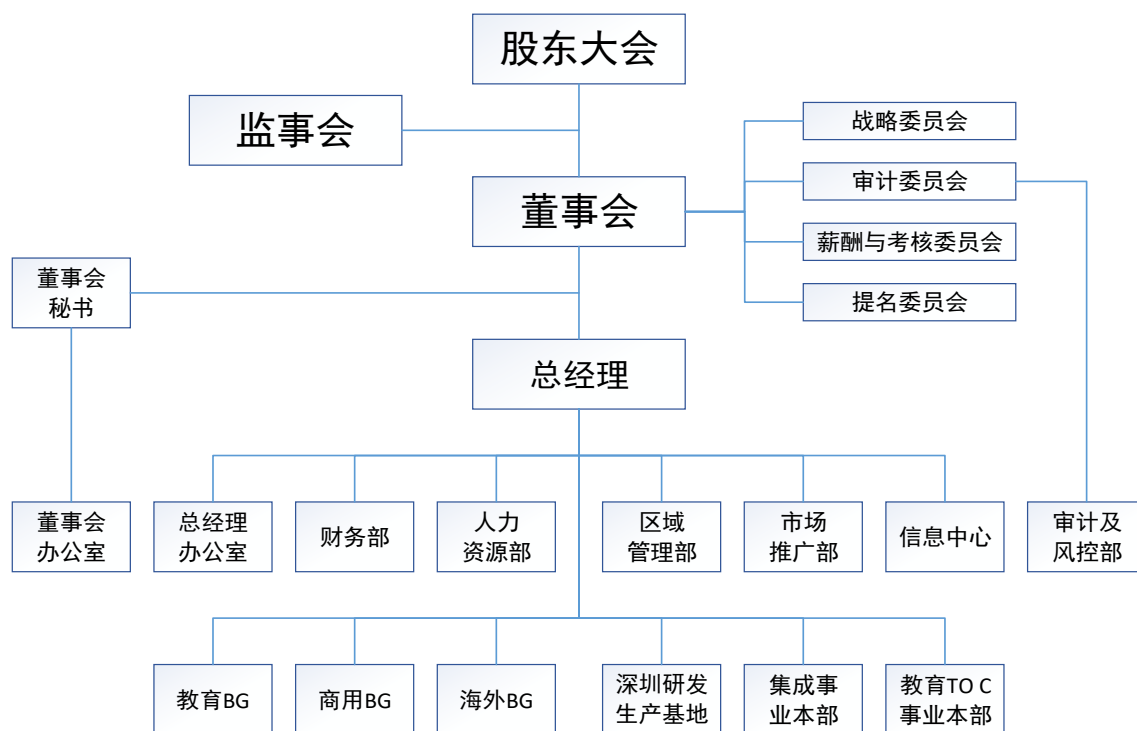 股东大会
监事会
战略委员会
审计委员会
董事会
薪酬与考核委员会
董事会
秘书
提名委员会
总经理
董事会
办公室
总经理
办公室
财务部
人力
资源部
区域
管理部
市场
推广部
信息中心
审计及
风控部
教育BG
商用BG
海外BG
深圳研发
生产基地
集成事
业本部
教育TO C
事业本部